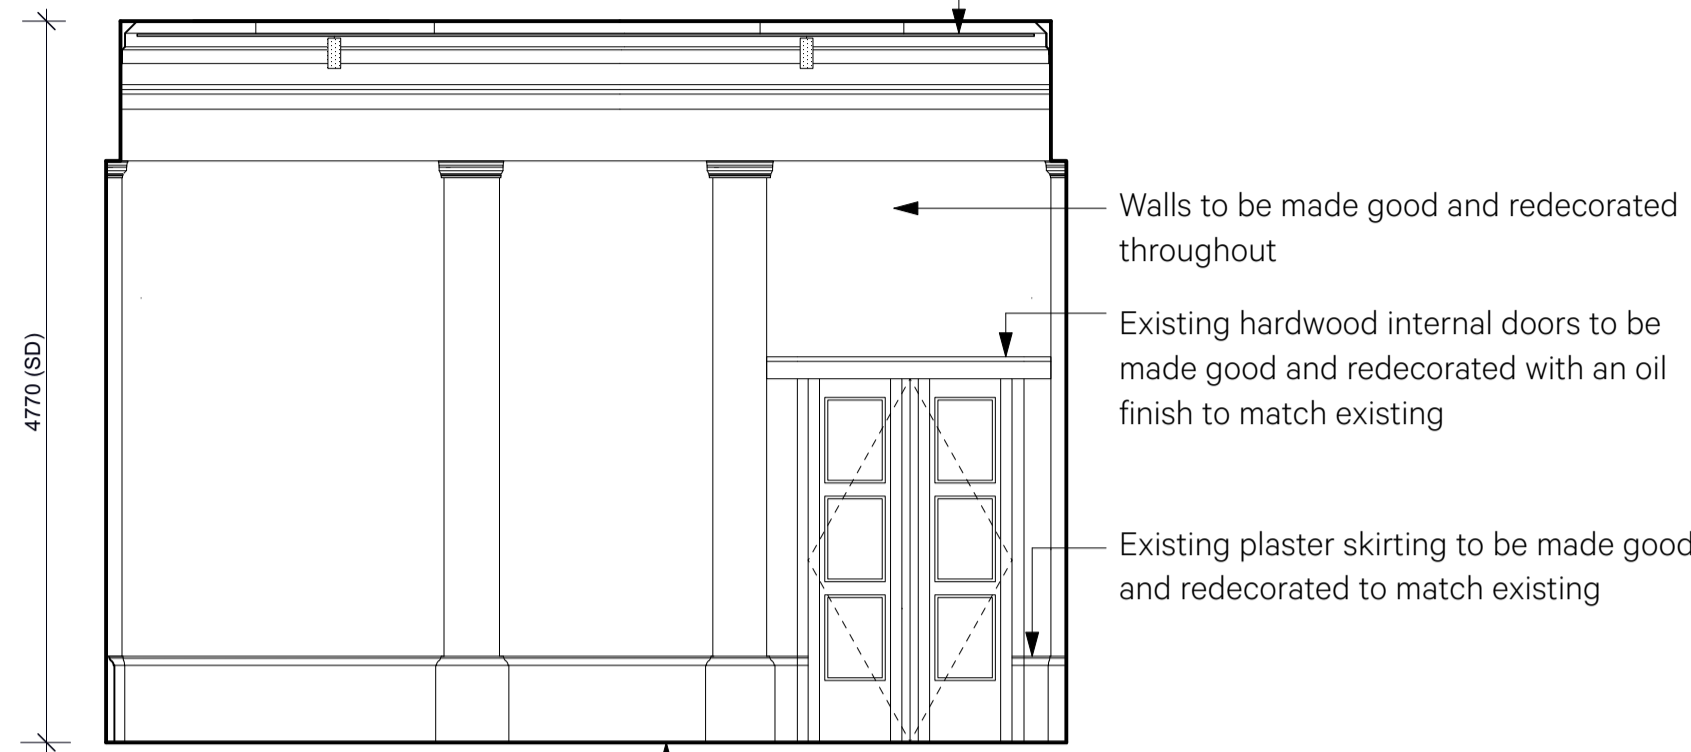 Walls to be made good and redecorated
throughout
Existing hardwood internal doors to be
made good and redecorated with an oil
finish to match existing
4770 (SD)
Existing plaster skirting to be made good
and redecorated to match existing